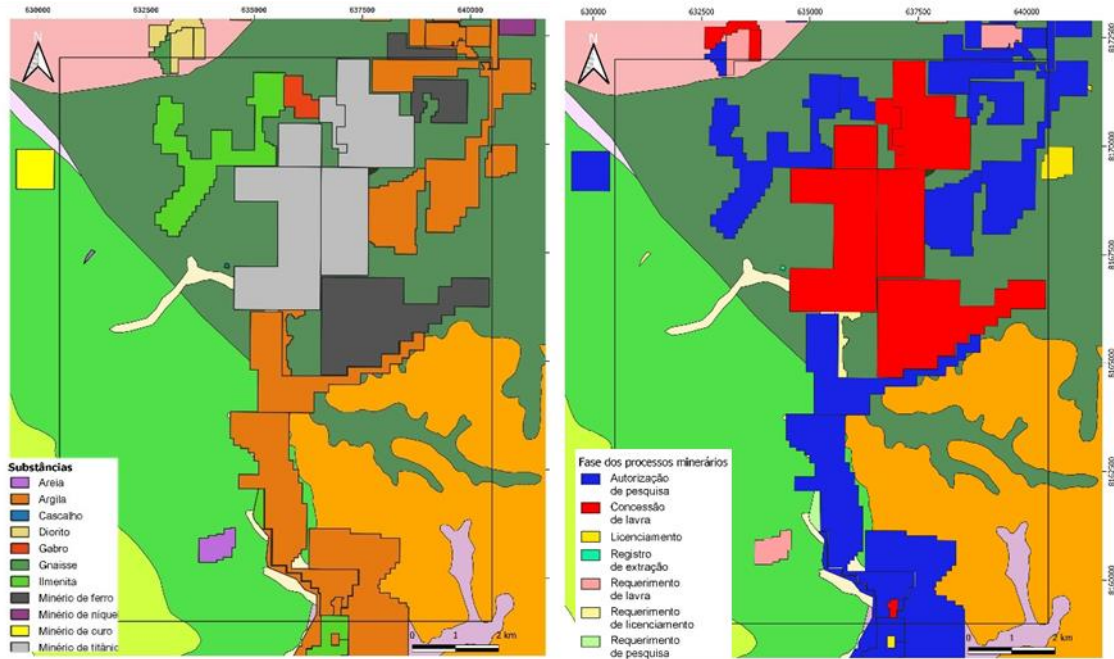 630000 632500 635000 637500 640000
N
Substâncias
Areia
Argila
Cascalho
Diorito
Gabro
Gnaisse
Ilmenita
Minério de ferro
Minério de níquel
Minério de ouro
Minério de titânio
0 1 2 km
630000 632500 635000 637500 640000
N
8172500
8170000
8167500
8165000
8162500
8160000
Fase dos processos minerários
Autorização
de pesquisa
Concessão
de lavra
Licenciamento
Registro
de extração
Requerimento
de lavra
Requerimento
de licenciamento
Requerimento
de pesquisa
0 1 2 km